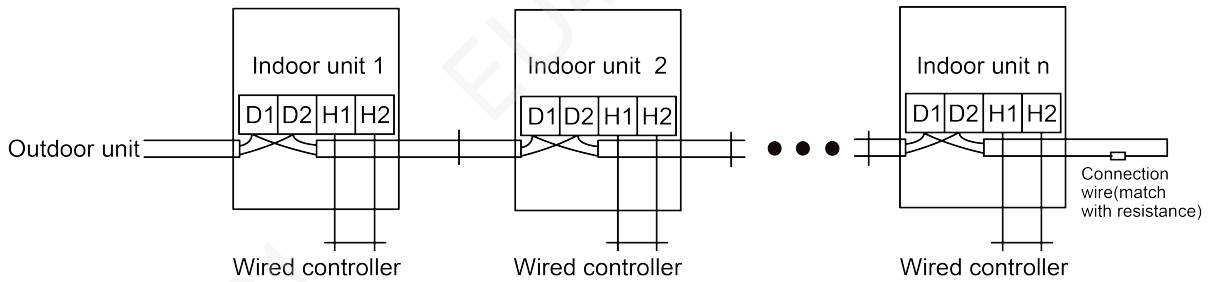 Indoor unit 1
Indoor unit 2
Indoor unit n
D1 D2 H1 H2
D1 D2 H1 H2
D1 D2 H1 H2
Outdoor unit
Connection
wire(match
with resistance)
Wired controller
Wired controller
Wired controller